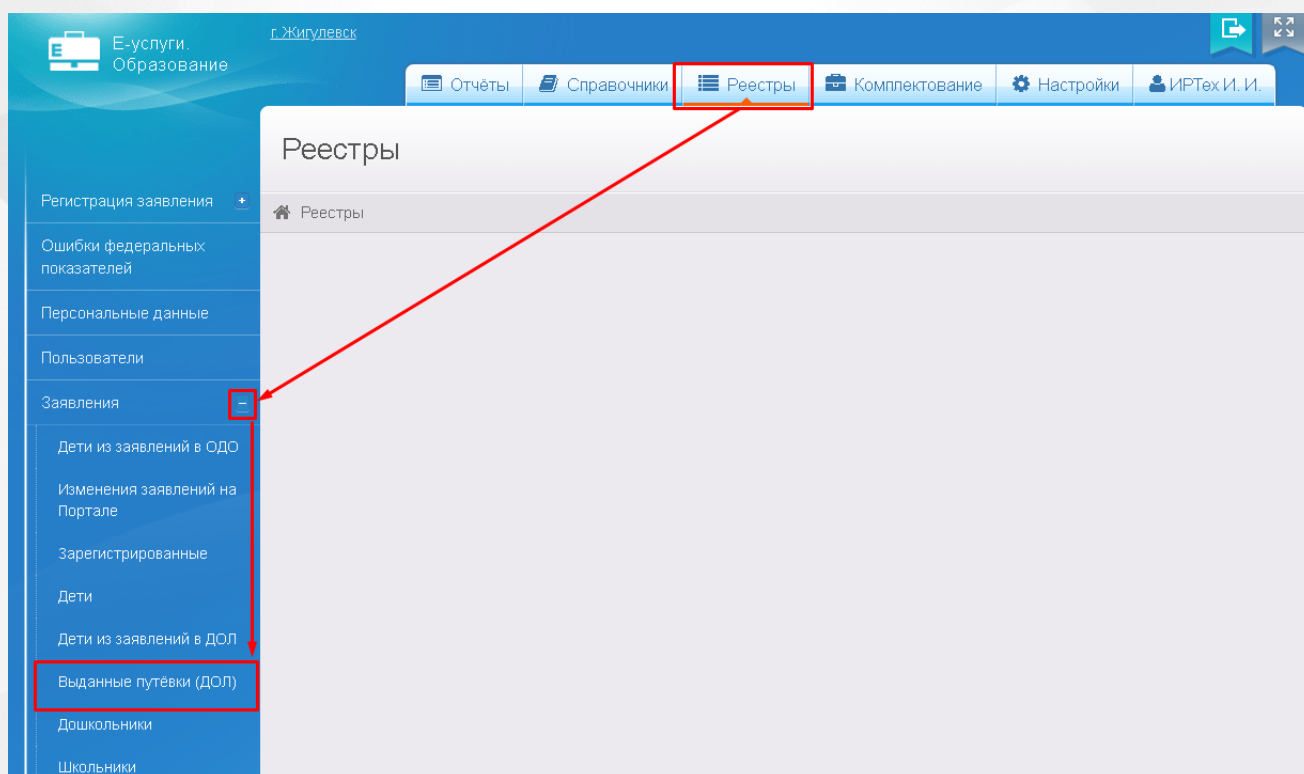 Е-услуги.
Образование
г. Жигулевск
Отчёты
Справочники
Реестры
Комплектование
Настройки
ИРТех И. И.
Реестры
Реестры
Регистрация заявления
Ошибки федеральных
показателей
Персональные данные
Пользователи
Заявления
Дети из заявлений в ОДО
Изменения заявлений на
Портале
Зарегистрированные
Дети
Дети из заявлений в ДОЛ
Выданные путёвки (ДОЛ)
Дошкольники
Школьники